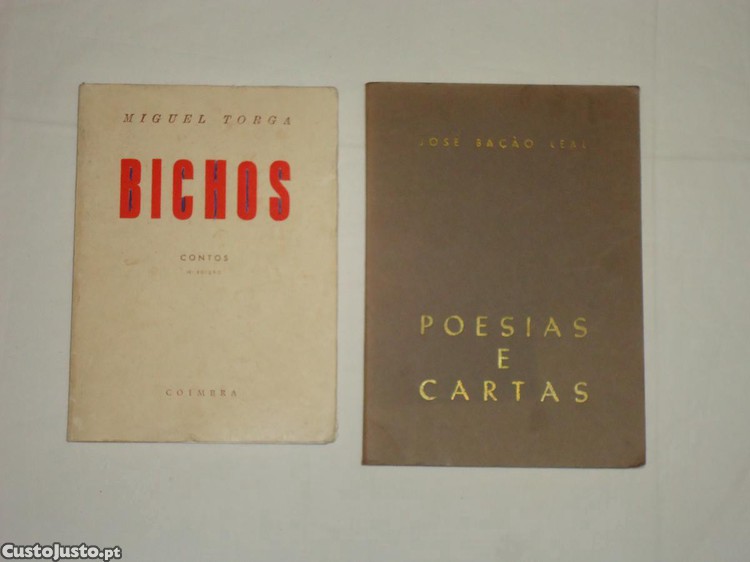 MIGUEL TORGA
BICHOS
CONTOS
COIMBRA
JOSÉ BAÇÃO LEAL
POESIAS
E
CARTAS
CustoJusto.pt